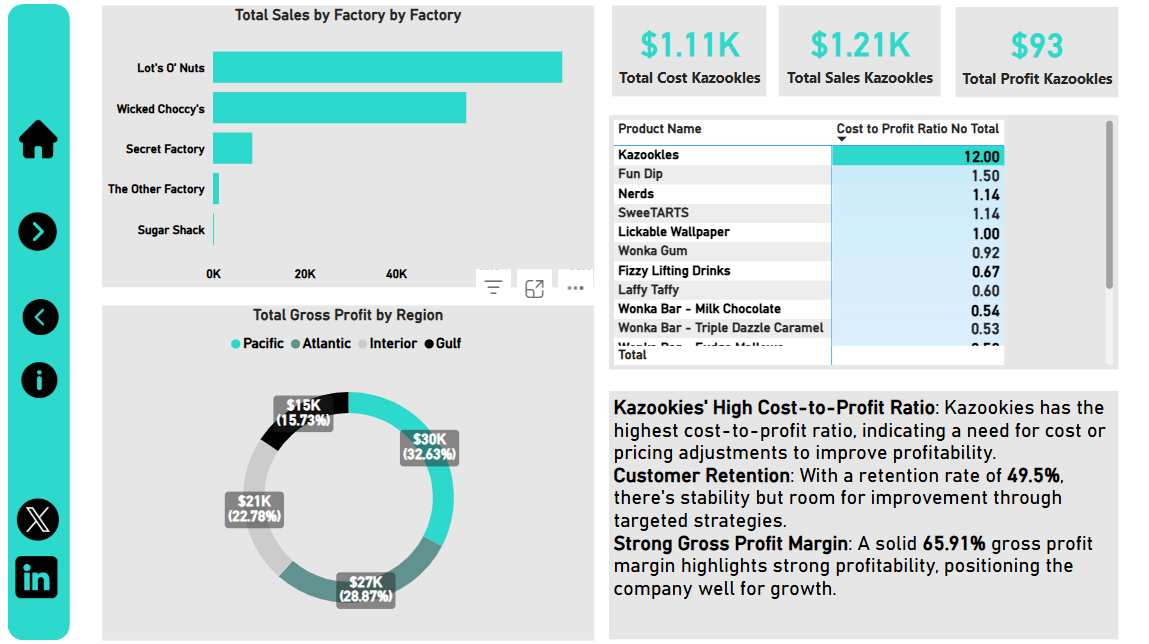 Total Sales by Factory by Factory
Lot's O' Nuts
Wicked Choccy's
Secret Factory
The Other Factory
Sugar Shack
0K 20K 40K
Total Gross Profit by Region
Pacific Atlantic Interior Gulf
$15K
(15.73%)
$30K
(32.63%)
$21K
(22.78%)
$27K
(28.87%)
in
$1.11K
Total Cost Kazookles
$1.21K
Total Sales Kazookles
$93
Total Profit Kazookles
Product Name Cost to Profit Ratio No Total
Kazookles 12.00
Fun Dip 1.50
Nerds 1.14
SweeTARTS 1.14
Lickable Wallpaper 1.00
Wonka Gum 0.92
Fizzy Lifting Drinks 0.67
Laffy Taffy 0.60
Wonka Bar - Milk Chocolate 0.54
Wonka Bar - Triple Dazzle Caramel 0.53
Total
Kazookies' High Cost-to-Profit Ratio: Kazookies has the
highest cost-to-profit ratio, indicating a need for cost or
pricing adjustments to improve profitability.
Customer Retention: With a retention rate of 49.5%,
there's stability but room for improvement through
targeted strategies.
Strong Gross Profit Margin: A solid 65.91% gross profit
margin highlights strong profitability, positioning the
company well for growth.